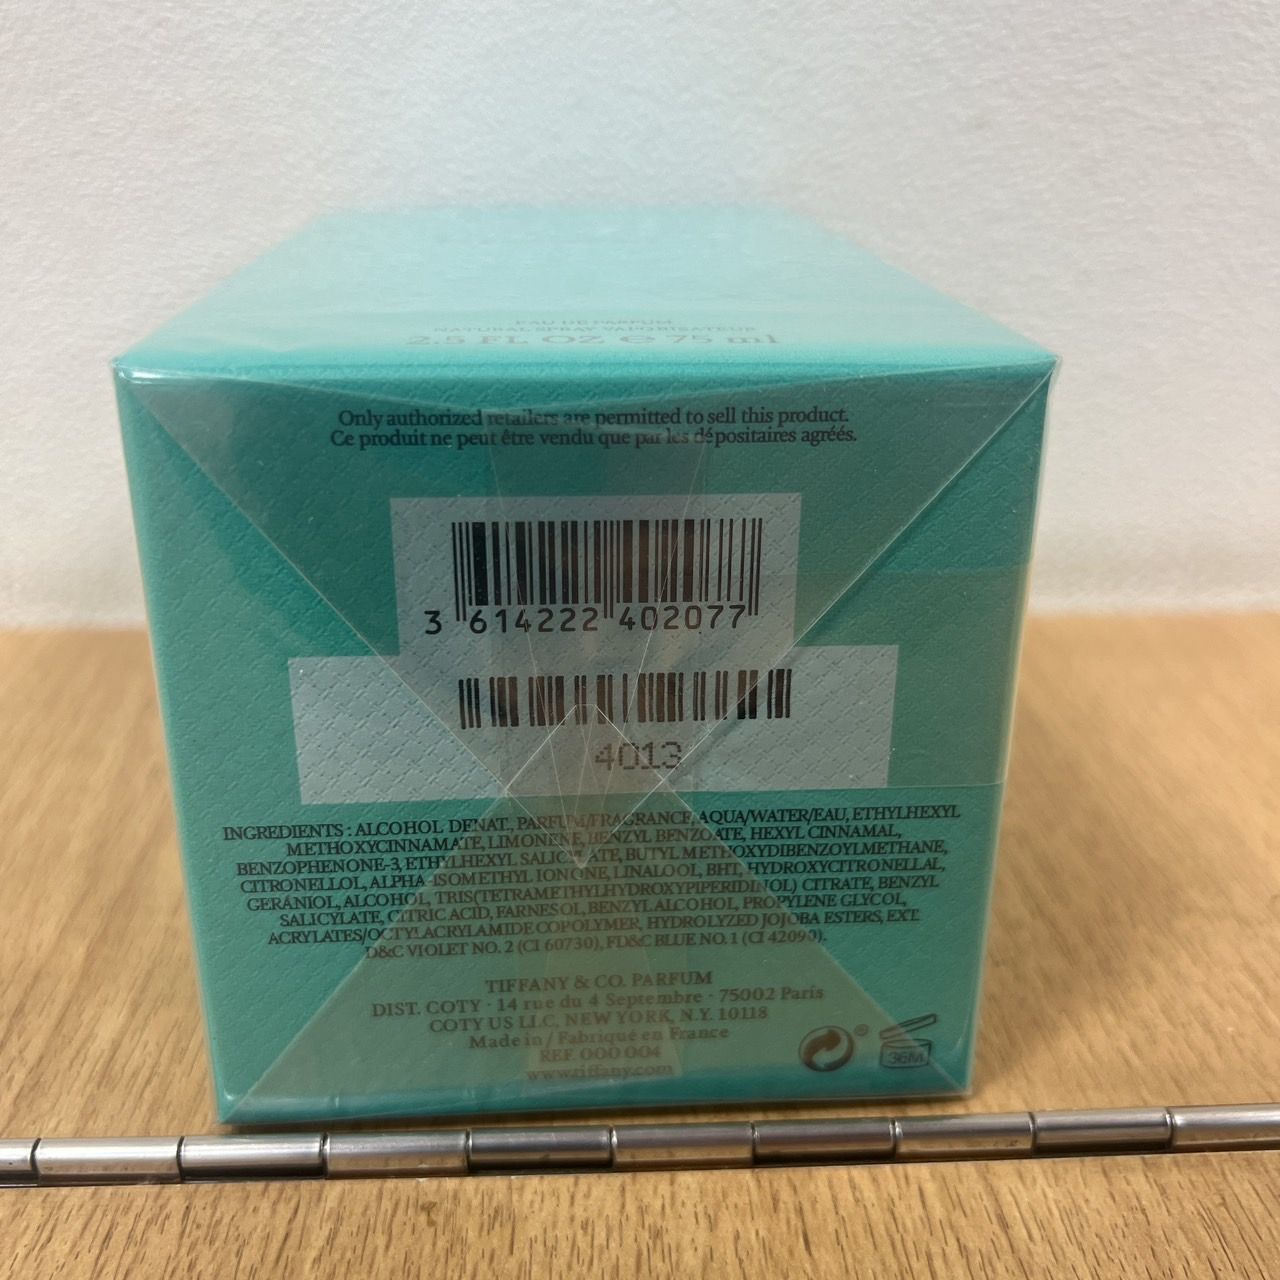 EAU DE PARFUM
NATURAL SPRAY VAPORISATEUR
2.5 FL OZ e 75 ml
Only authorized retailers are permitted to sell this product.
Ce produit ne peut être vendu que par les dépositaires agréés.
3 614222 402077
4013
INGREDIENTS : ALCOHOL DENAT., PARFUM/FRAGRANCE, AQUA/WATER/EAU, ETHYLHEXYL
METHOXYCINNAMATE, LIMONENE, BENZYL BENZOATE, HEXYL CINNAMAL,
BENZOPHENONE-3, ETHYLHEXYL SALICYLATE, BUTYL METHOXYDIBENZOYLMETHANE,
CITRONELLOL, ALPHA-ISOMETHYL IONONE, LINALOOL, BHT, HYDROXYCITRONELLAL,
GERANIOL, ALCOHOL, TRIS(TETRAMETHYLHYDROXYPIPERIDINOL) CITRATE, BENZYL
SALICYLATE, CITRIC ACID, FARNESOL, BENZYL ALCOHOL, PROPYLENE GLYCOL,
ACRYLATES/OCTYLACRYLAMIDE COPOLYMER, HYDROLYZED JOJOBA ESTERS, EXT.
D&C VIOLET NO. 2 (CI 60730), FD&C BLUE NO. 1 (CI 42090).
TIFFANY & CO. PARFUM
DIST. COTY · 14 rue du 4 Septembre · 75002 Paris
COTY US LLC, NEW YORK, N.Y. 10118
Made in / Fabriqué en France
REF. 000 004
www.tiffany.com
®
36M